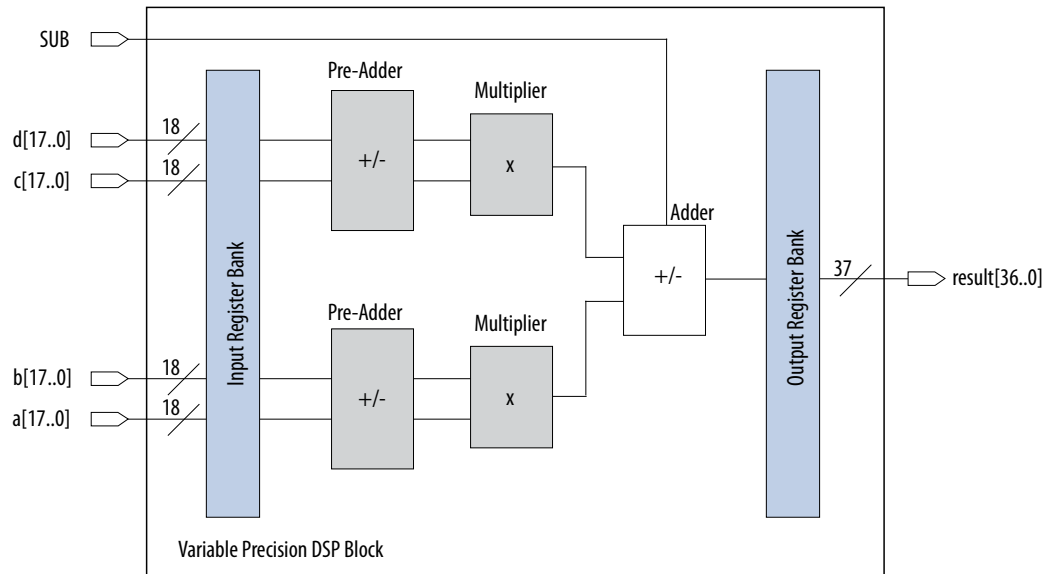 SUB
Pre-Adder
Multiplier
d[17..0]
18
+/-
x
c[17..0]
18
Adder
Input Register Bank
+/-
Output Register Bank
37
result[36..0]
Pre-Adder
Multiplier
b[17..0]
18
+/-
x
a[17..0]
18
Variable Precision DSP Block